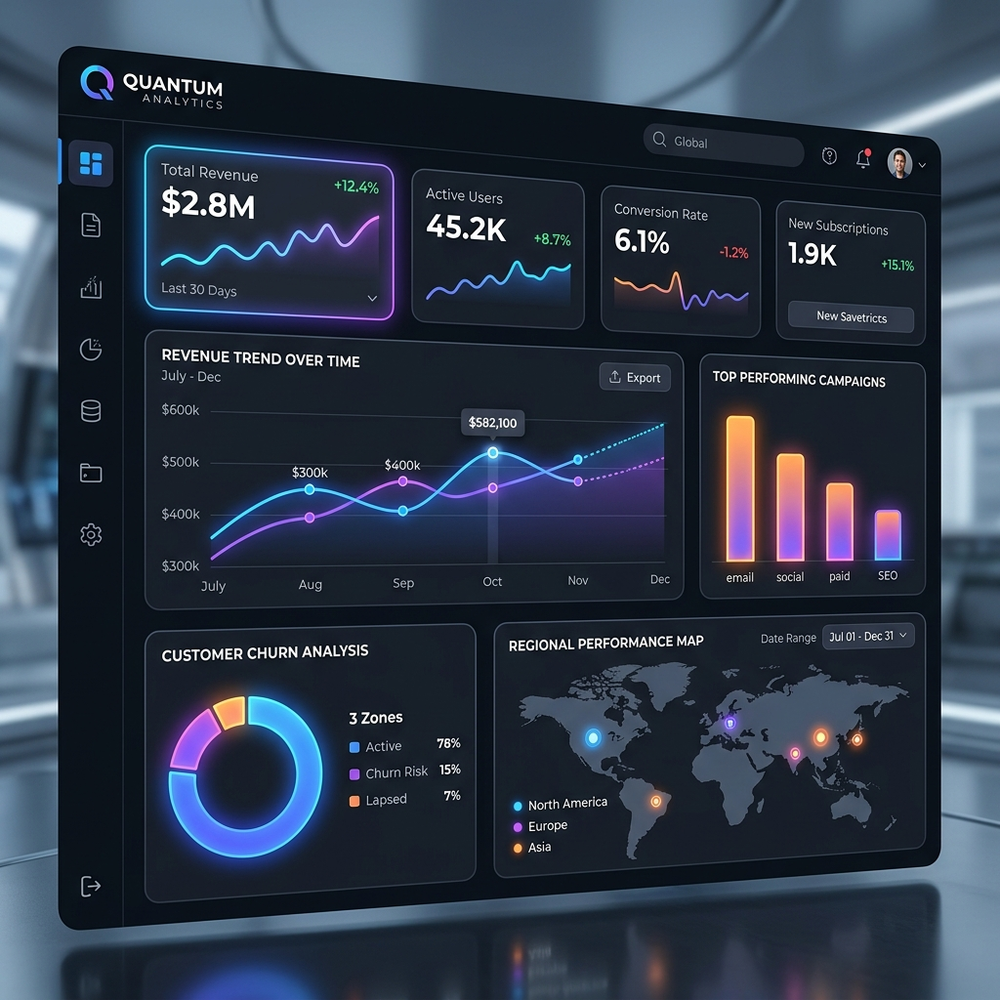 QUANTUM
ANALYTICS
Global
Total Revenue
+12.4%
$2.8M
Last 30 Days
Active Users
45.2K
+8.7%
Conversion Rate
6.1%
-1.2%
New Subscriptions
1.9K
+15.1%
New Savetricts
REVENUE TREND OVER TIME
July - Dec
Export
$600k
$500k
$400k
$300k
$300k
$400k
$582,100
July
Aug
Sep
Oct
Nov
Dec
TOP PERFORMING CAMPAIGNS
email
social
paid
SEO
CUSTOMER CHURN ANALYSIS
3 Zones
Active 78%
Churn Risk 15%
Lapsed 7%
REGIONAL PERFORMANCE MAP
Date Range
Jul 01 - Dec 31
North America
Europe
Asia